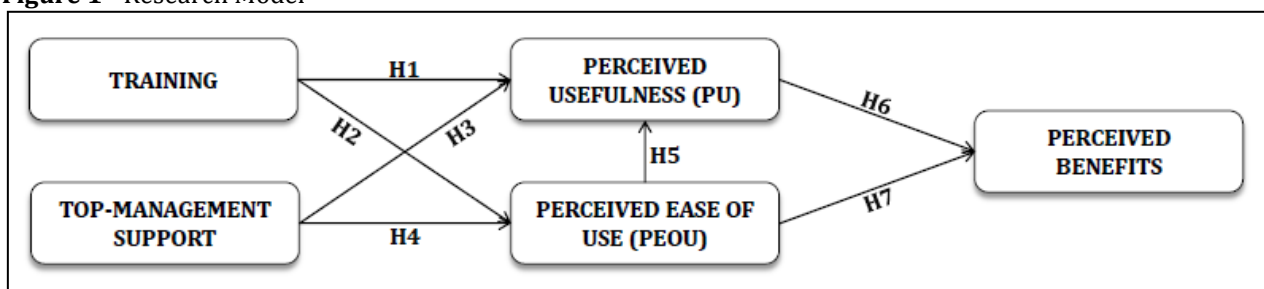 Figure 1 Research Model
TRAINING
H1
PERCEIVED
USEFULNESS (PU)
H2
H3
H6
H5
PERCEIVED
BENEFITS
TOP-MANAGEMENT
SUPPORT
H4
PERCEIVED EASE OF
USE (PEOU)
H7